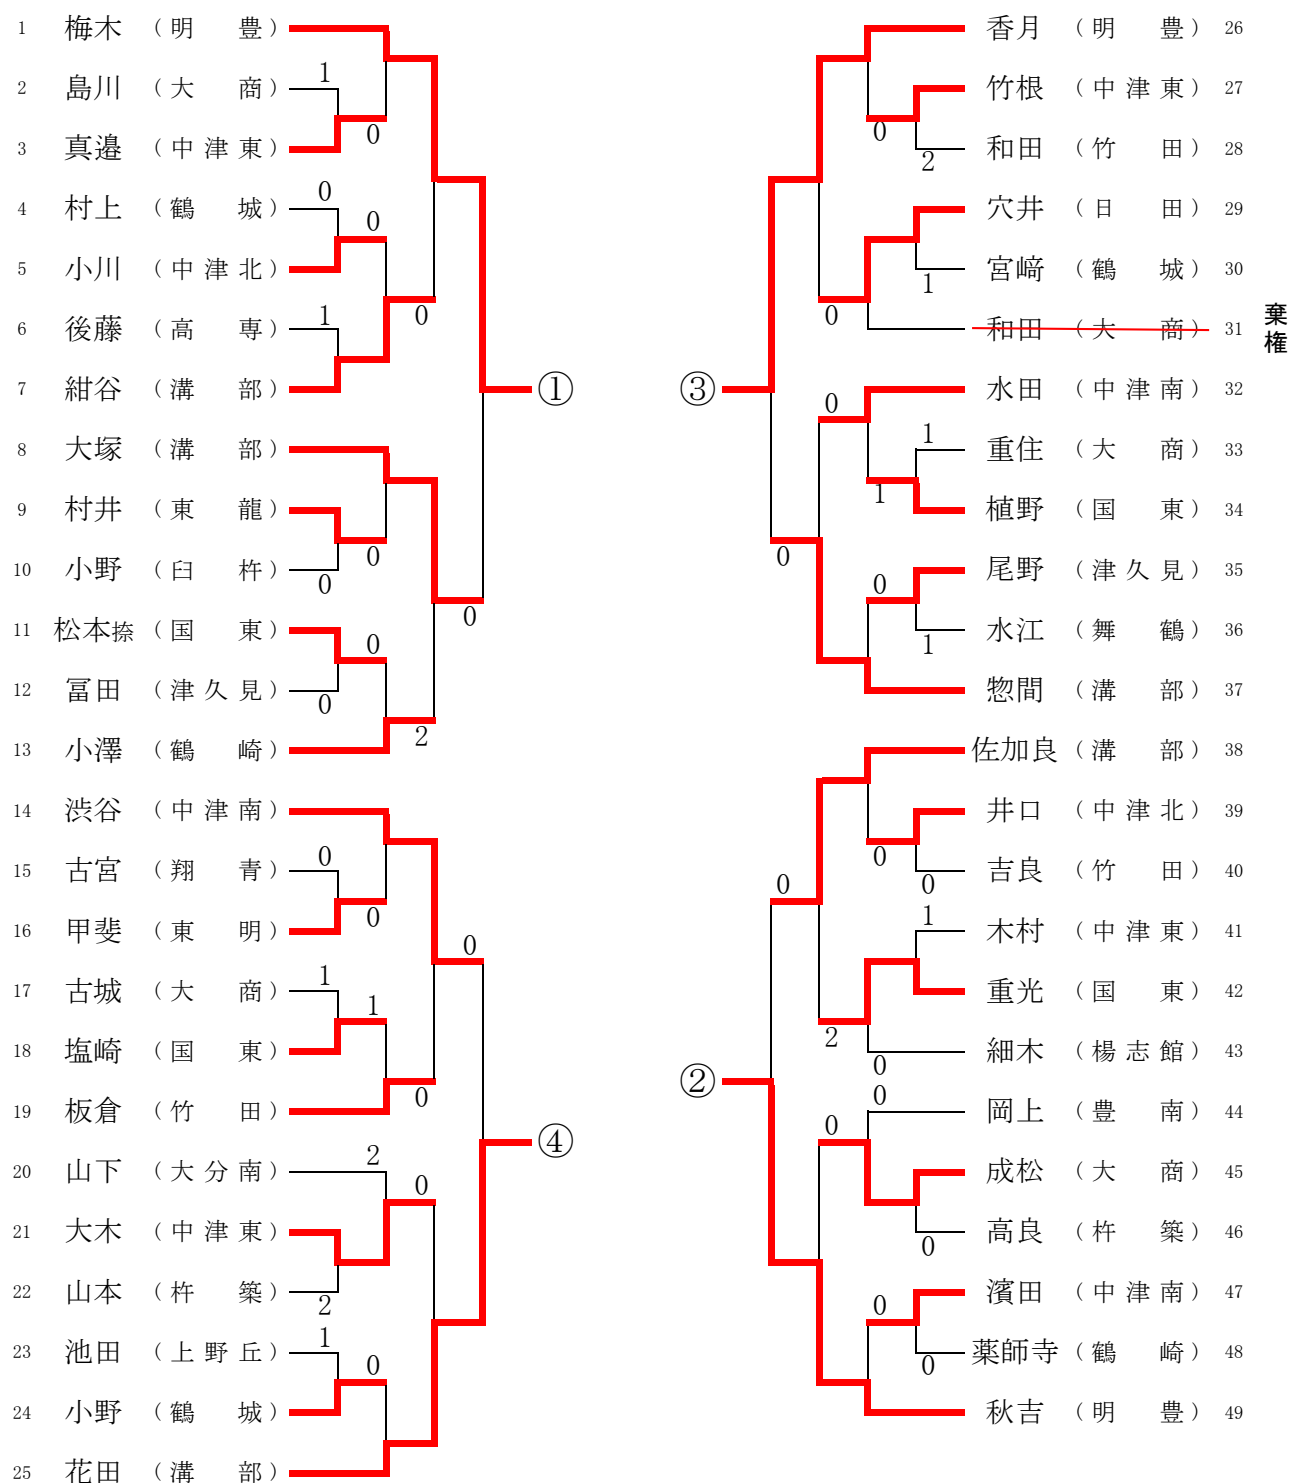 1 梅木 （明 豊）
1
2 島川 （大 商）
0
3 真邉 （中津東）
0
4 村上 （鶴 城）
0
5 小川 （中津北）
1
6 後藤 （高 専）
0
7 紺谷 （溝 部）
①
8 大塚 （溝 部）
9 村井 （東 龍）
0
10 小野 （臼 杵）
0
0
11 松本捺 （国 東）
0
12 冨田 （津久見）
0
2
13 小澤 （鶴 崎）
14 渋谷 （中津南）
0
15 古宮 （翔 青）
0
16 甲斐 （東 明）
0
1
17 古城 （大 商）
1
18 塩崎 （国 東）
0
19 板倉 （竹 田）
④
2
20 山下 （大分南）
0
21 大木 （中津東）
22 山本 （杵 築）
2
1
23 池田 （上野丘）
0
24 小野 （鶴 城）
25 花田 （溝 部）
香月 （明 豊） 26
竹根 （中津東） 27
0
和田 （竹 田） 28
2
穴井 （日 田） 29
宮﨑 （鶴 城） 30
1
0
和田 （大 商） 31
棄権
③
水田 （中津南） 32
0
1
重住 （大 商） 33
1
植野 （国 東） 34
0
尾野 （津久見） 35
0
水江 （舞 鶴） 36
1
惣間 （溝 部） 37
佐加良 （溝 部） 38
井口 （中津北） 39
0
吉良 （竹 田） 40
0
0
1
木村 （中津東） 41
重光 （国 東） 42
2
細木 （楊志館） 43
0
②
0
岡上 （豊 南） 44
0
成松 （大 商） 45
高良 （杵 築） 46
0
濱田 （中津南） 47
0
薬師寺 （鶴 崎） 48
0
秋吉 （明 豊） 49